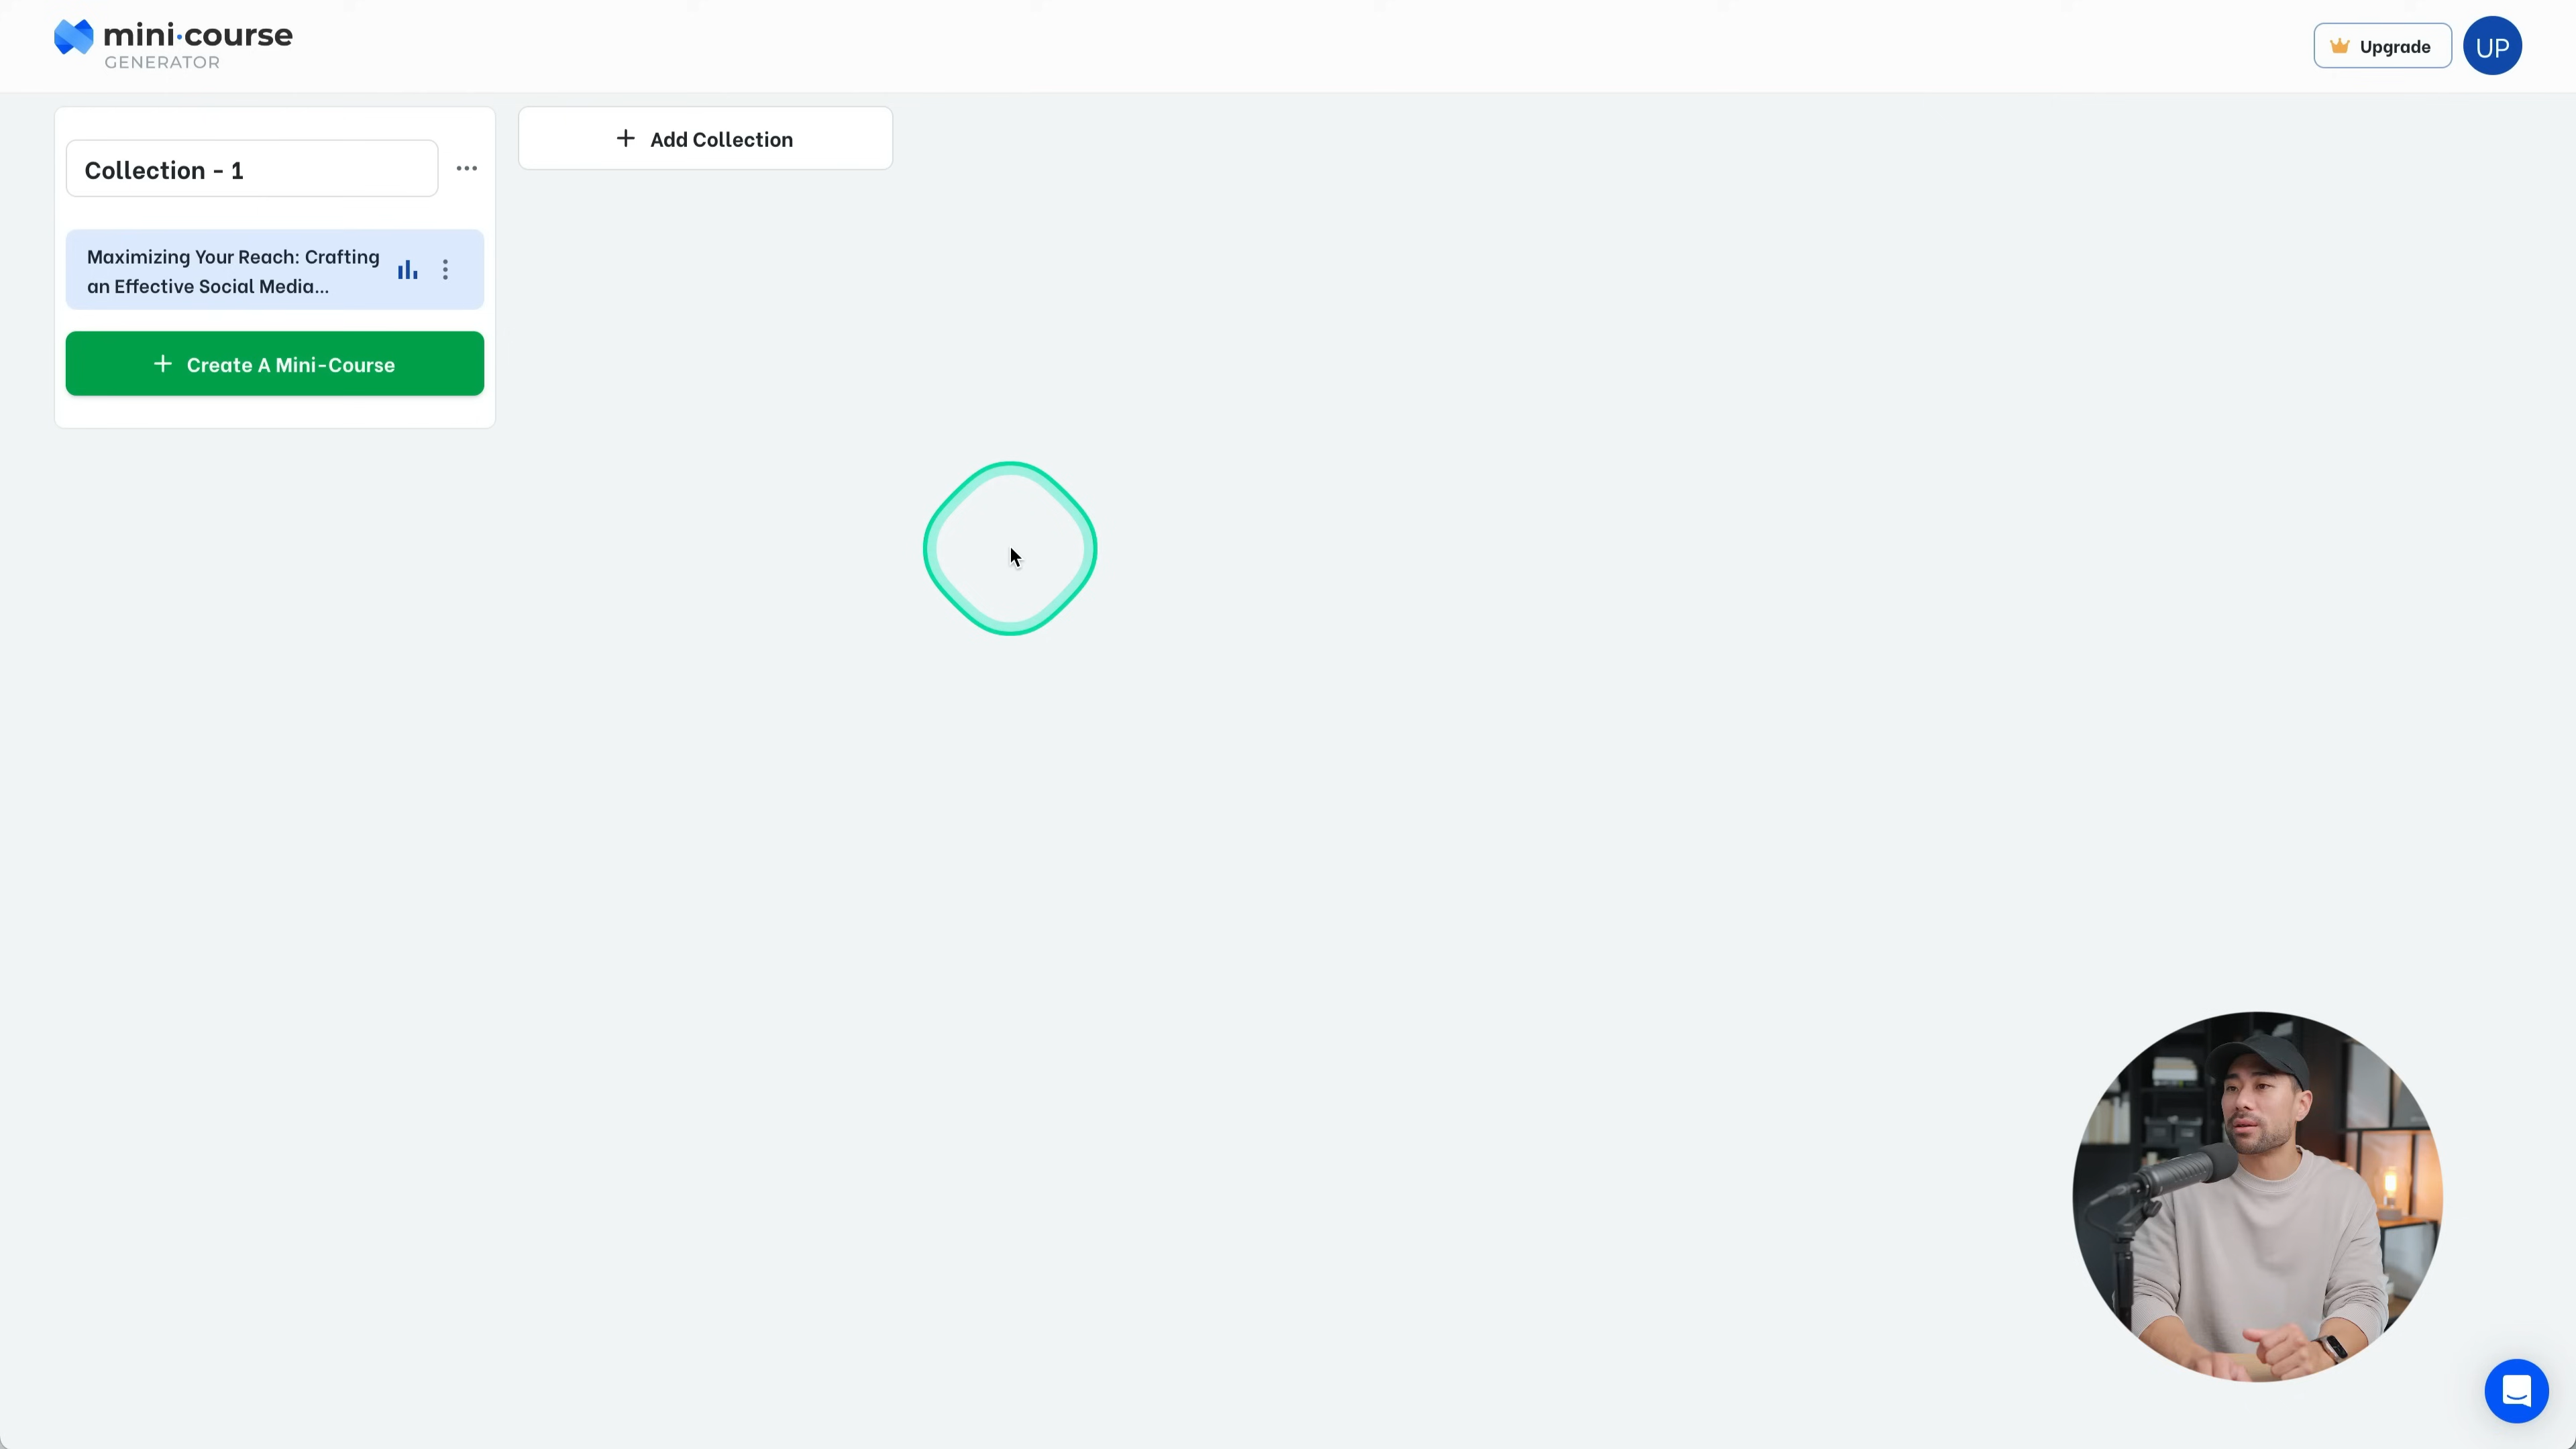 mini·course
GENERATOR
Upgrade
UP
Collection - 1
Add Collection
Maximizing Your Reach: Crafting
an Effective Social Media...
Create A Mini-Course